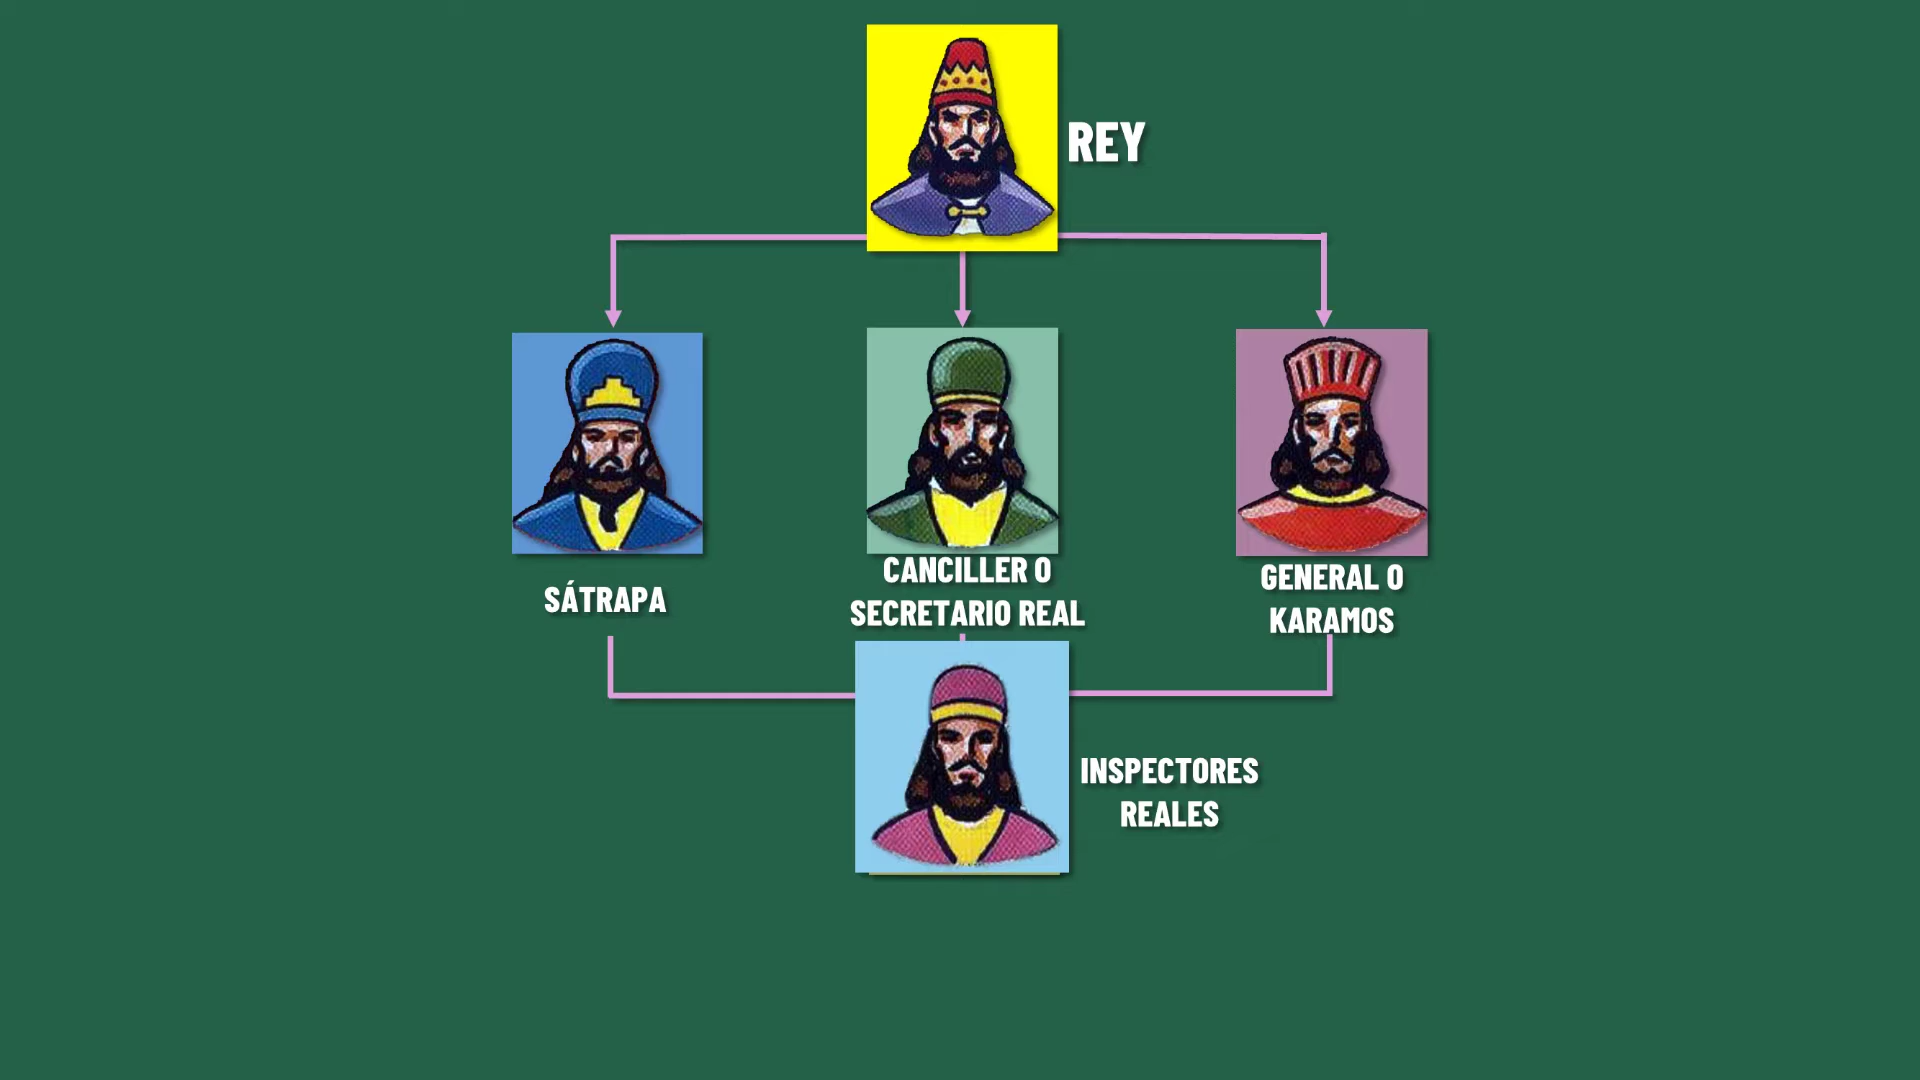 REY
SÁTRAPA
CANCILLER O
SECRETARIO REAL
GENERAL O
KARAMOS
INSPECTORES
REALES